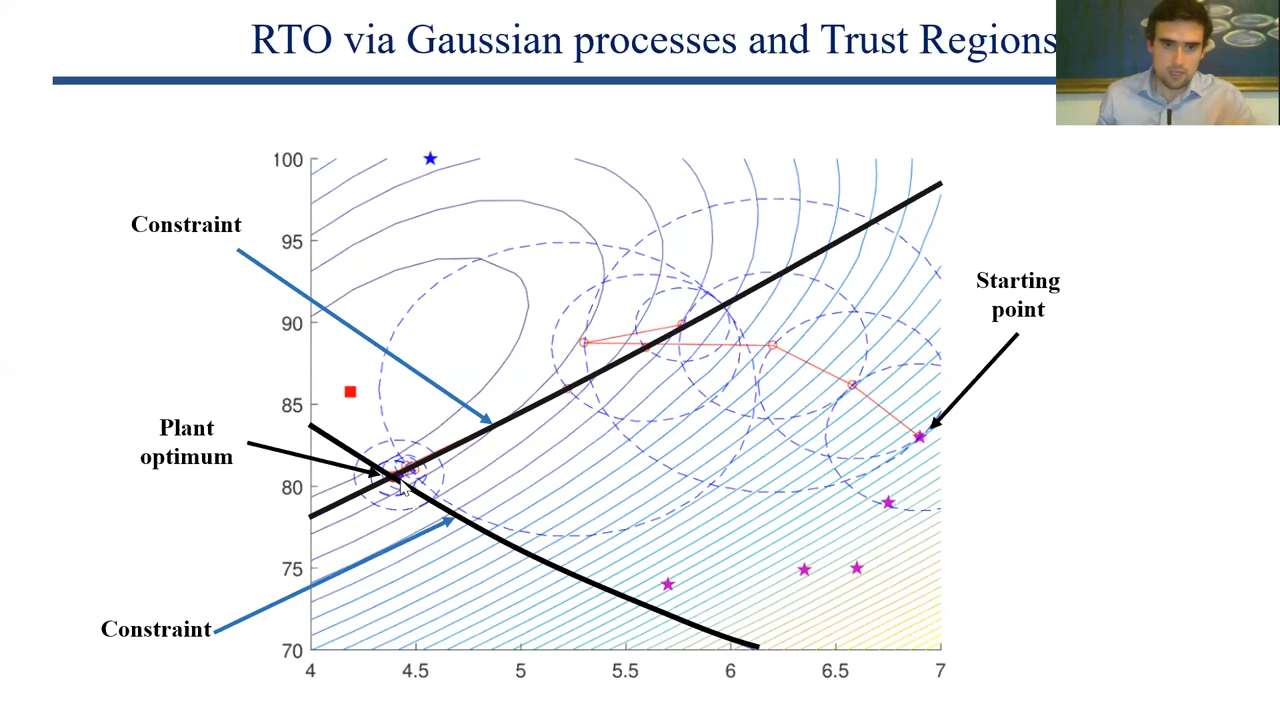 RTO via Gaussian processes and Trust Regions
100
Constraint
95
Starting
point
90
85
Plant
optimum
80
75
Constraint
70
4
4.5
5
5.5
6
6.5
7